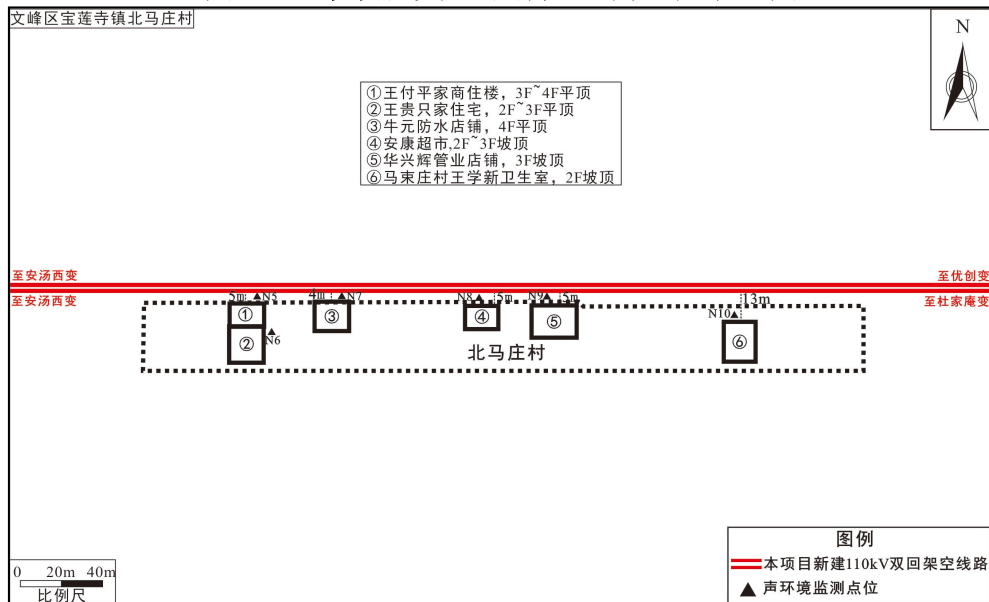 文峰区宝莲寺镇北马庄村
N
①王付平家商住楼，3F~4F平顶
②王贵只家住宅，2F~3F平顶
③牛元防水店铺，4F平顶
④安康超市,2F~3F坡顶
⑤华兴辉管业店铺，3F坡顶
⑥马束庄村王学新卫生室，2F坡顶
至安汤西变
至优创变
至安汤西变
至杜家庵变
5m
N5
4m
N7
N8
5m
N9
5m
13m
N10
①
③
④
⑤
⑥
②
N6
北马庄村
图例
本项目新建110kV双回架空线路
声环境监测点位
0 20m 40m
比例尺